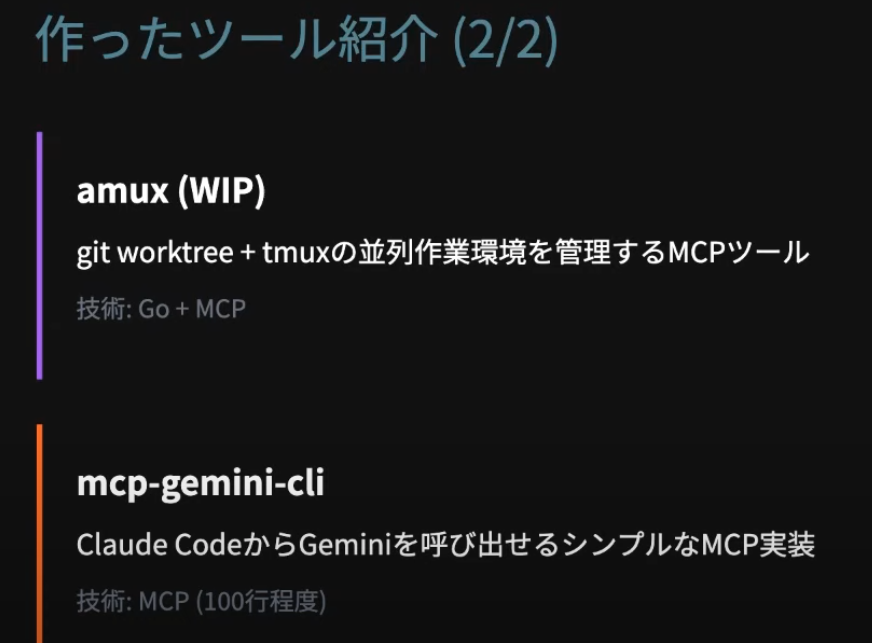 作ったツール紹介 (2/2)
amux (WIP)
git worktree + tmuxの並列作業環境を管理するMCPツール
技術: Go + MCP
mcp-gemini-cli
Claude CodeからGeminiを呼び出せるシンプルなMCP実装
技術: MCP (100行程度)